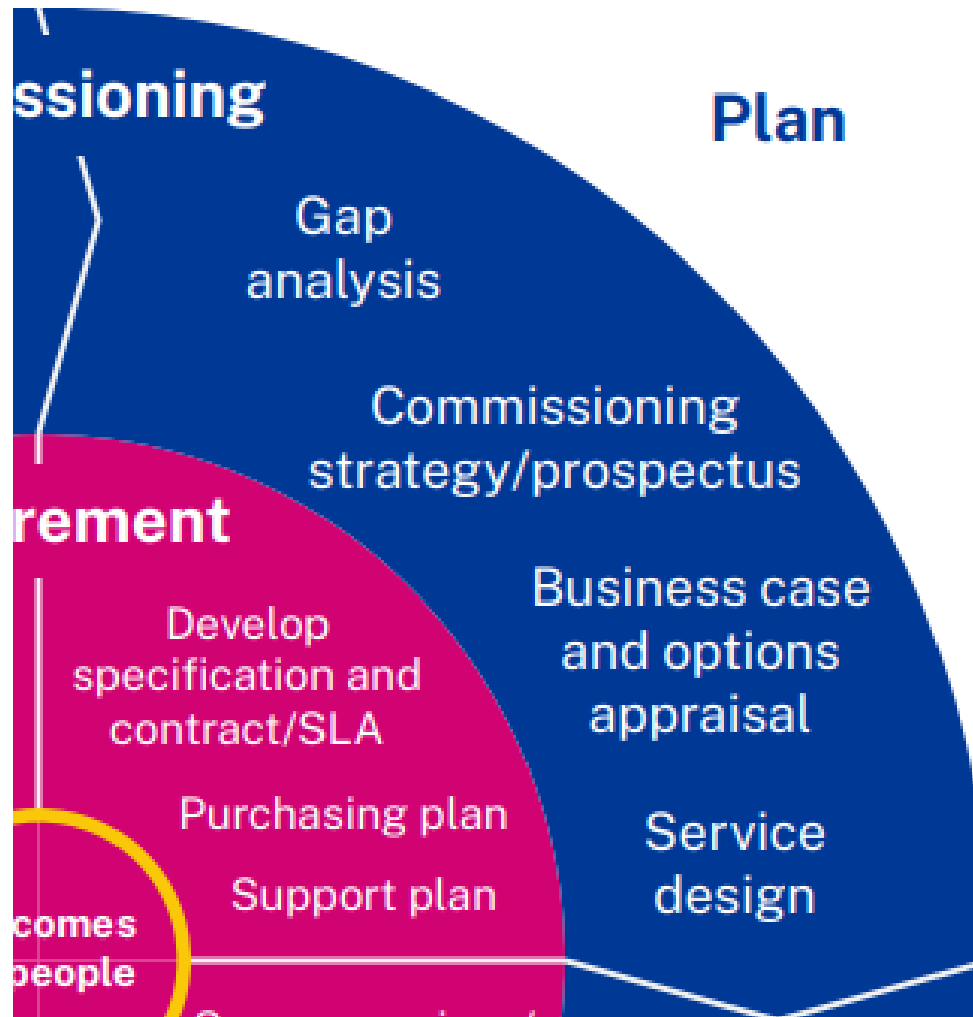 ssioning
Plan
Gap
analysis
Commissioning
strategy/prospectus
rement
Business case
and options
appraisal
Develop
specification and
contract/SLA
Purchasing plan
Support plan
Service
design
comes
people